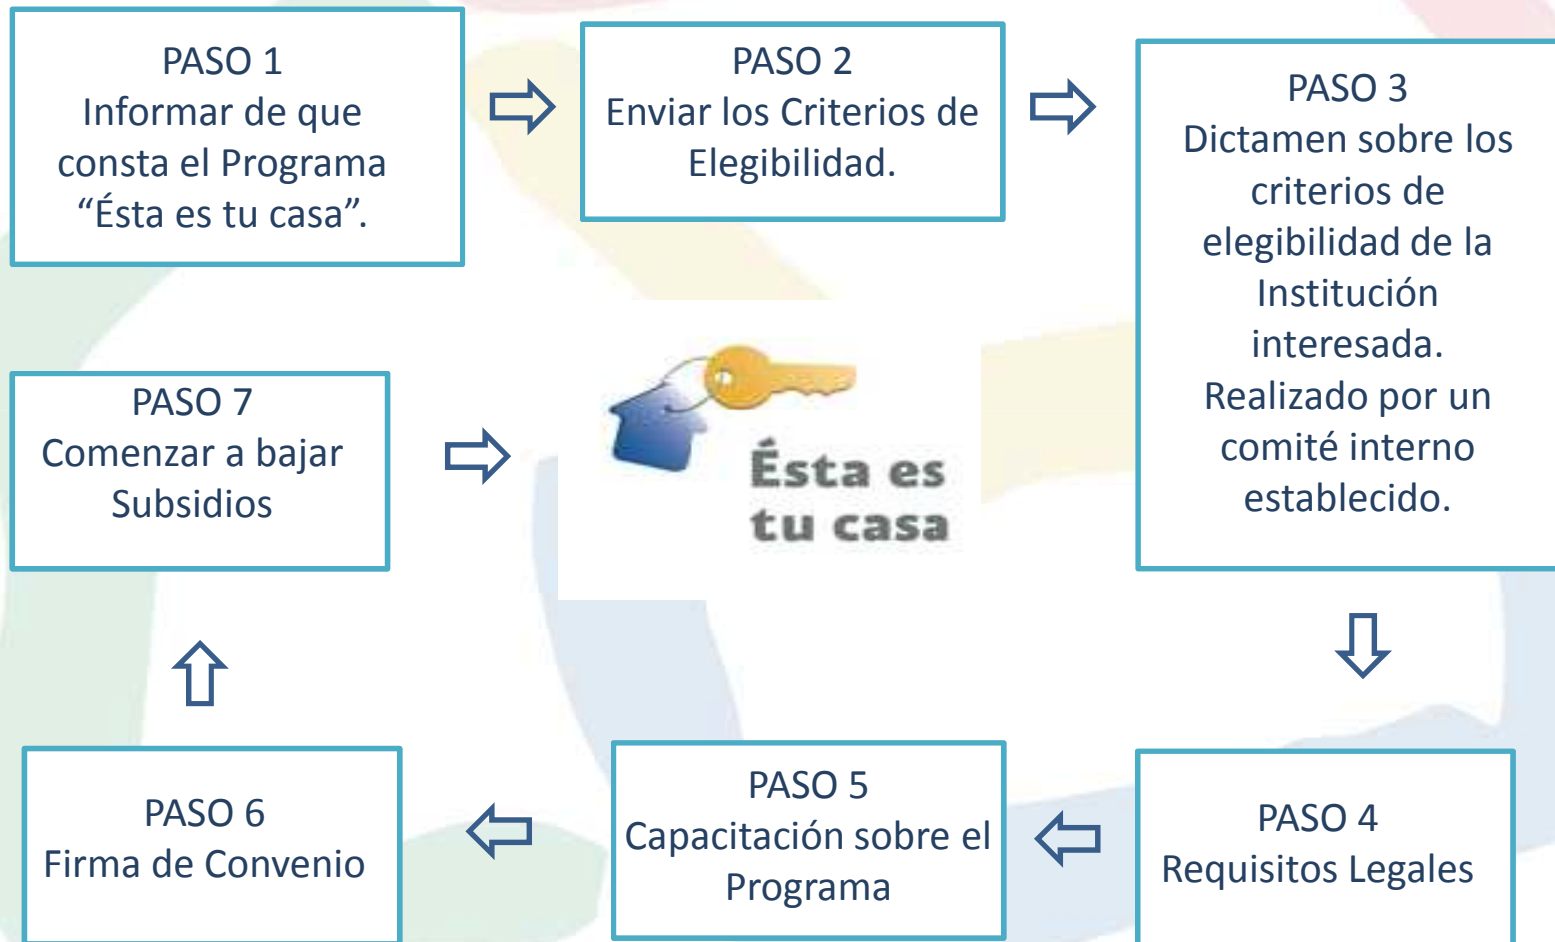 PASO 1
Informar de que
consta el Programa
“Ésta es tu casa”.
PASO 2
Enviar los Criterios de
Elegibilidad.
PASO 3
Dictamen sobre los
criterios de
elegibilidad de la
Institución
interesada.
Realizado por un
comité interno
establecido.
PASO 4
Requisitos Legales
PASO 5
Capacitación sobre el
Programa
PASO 6
Firma de Convenio
PASO 7
Comenzar a bajar
Subsidios
Ésta es
tu casa